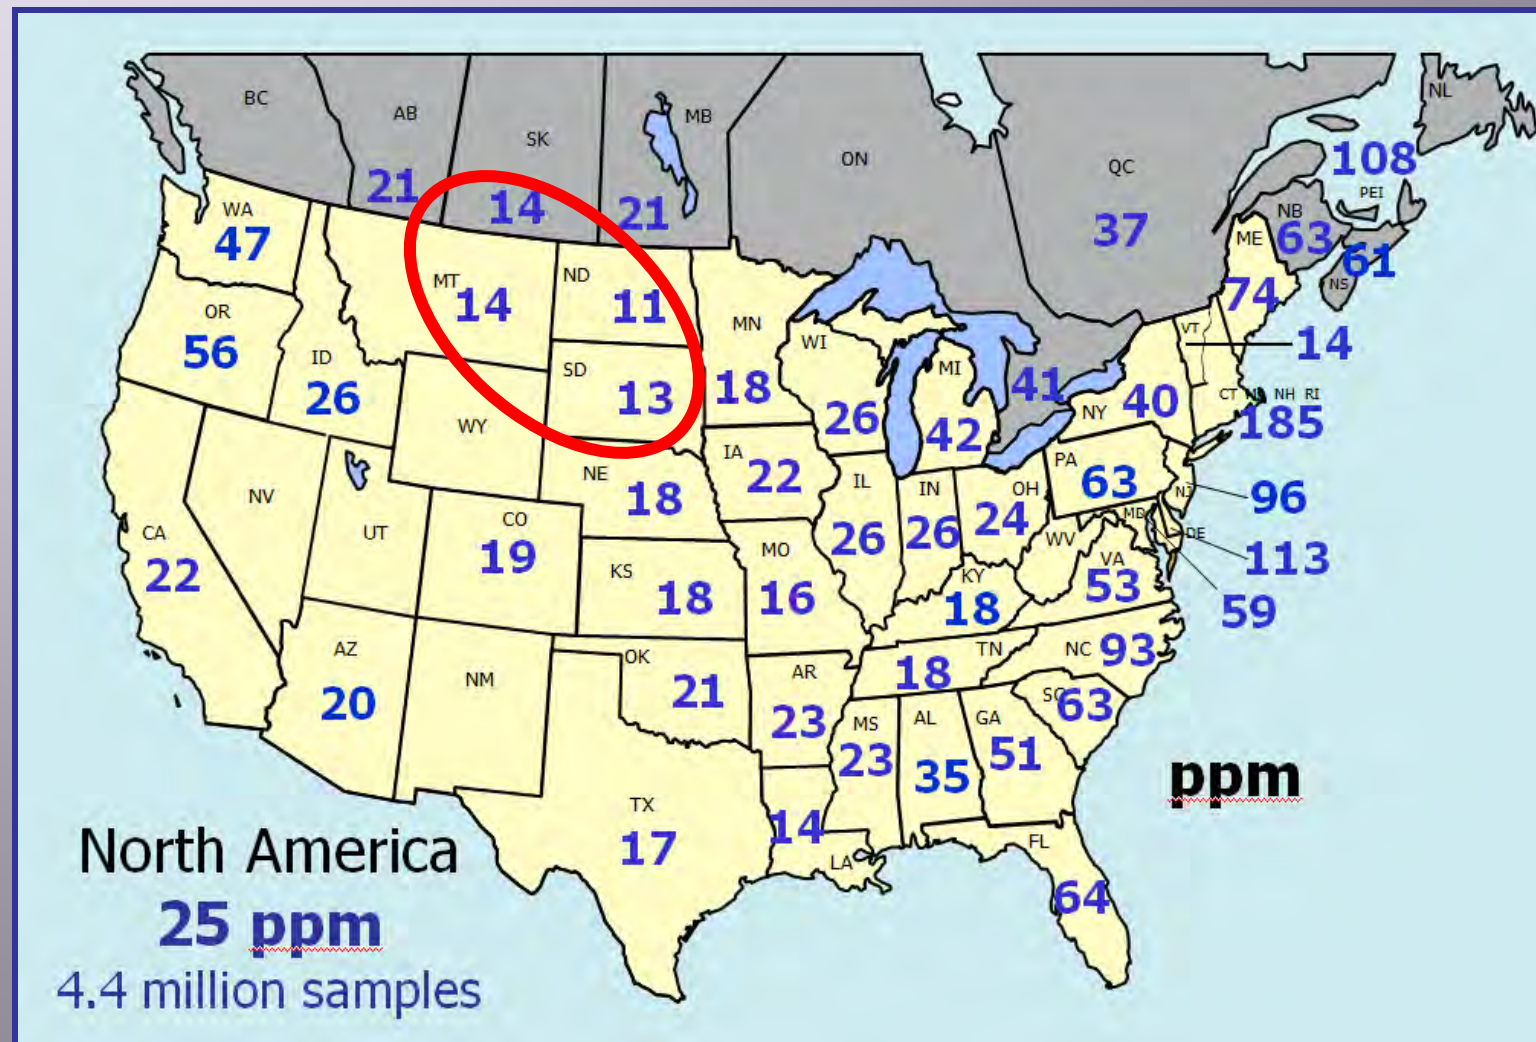 BC
AB
SK
MB
ON
QC
NL
21
14
21
37
108
PEI
NB
63
61
NS
WA
47
MT
14
ND
11
MN
18
ME
74
OR
56
ID
26
SD
13
WI
26
MI
42
41
VT
14
NY 40
CT
NH RI
185
WY
NE
18
IA
22
IL
26
IN
26
OH
24
PA
63
NJ
96
MD
DE
113
59
CA
22
NV
UT
CO
19
KS
18
MO
16
KY
18
WV
VA
53
AZ
20
NM
OK
21
AR
23
TN
18
NC 93
SC
63
MS
23
AL
35
GA
51
TX
17
14
LA
FL
64
ppm
North America
25 ppm
4.4 million samples